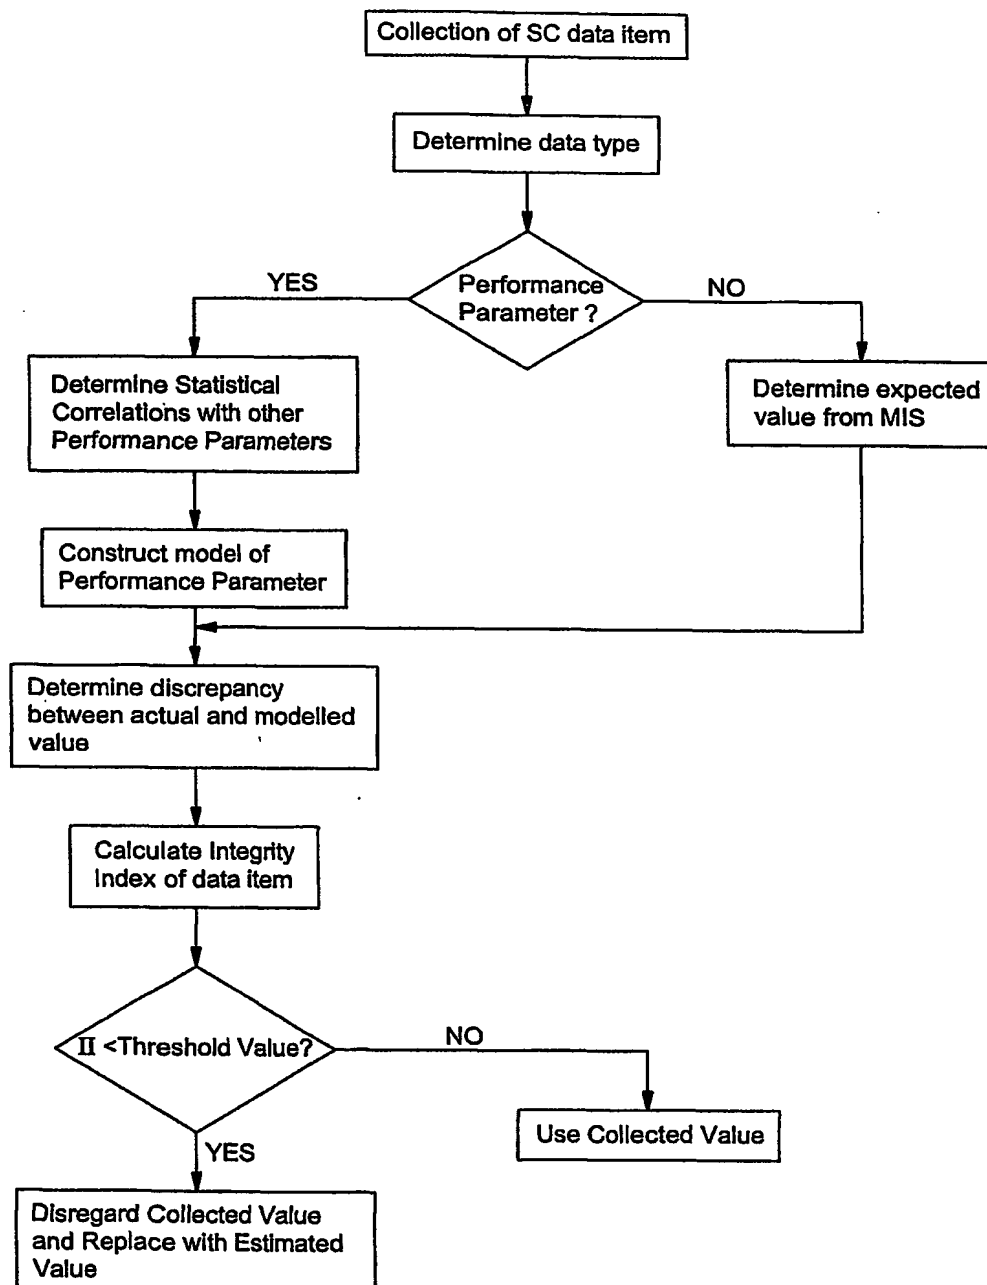 Collection of SC data item
Determine data type
Performance
Parameter ?
YES
NO
Determine Statistical
Correlations with other
Performance Parameters
Determine expected
value from MIS
Construct model of
Performance Parameter
Determine discrepancy
between actual and modelled
value
Calculate Integrity
Index of data item
II <Threshold Value?
NO
Use Collected Value
YES
Disregard Collected Value
and Replace with Estimated
Value